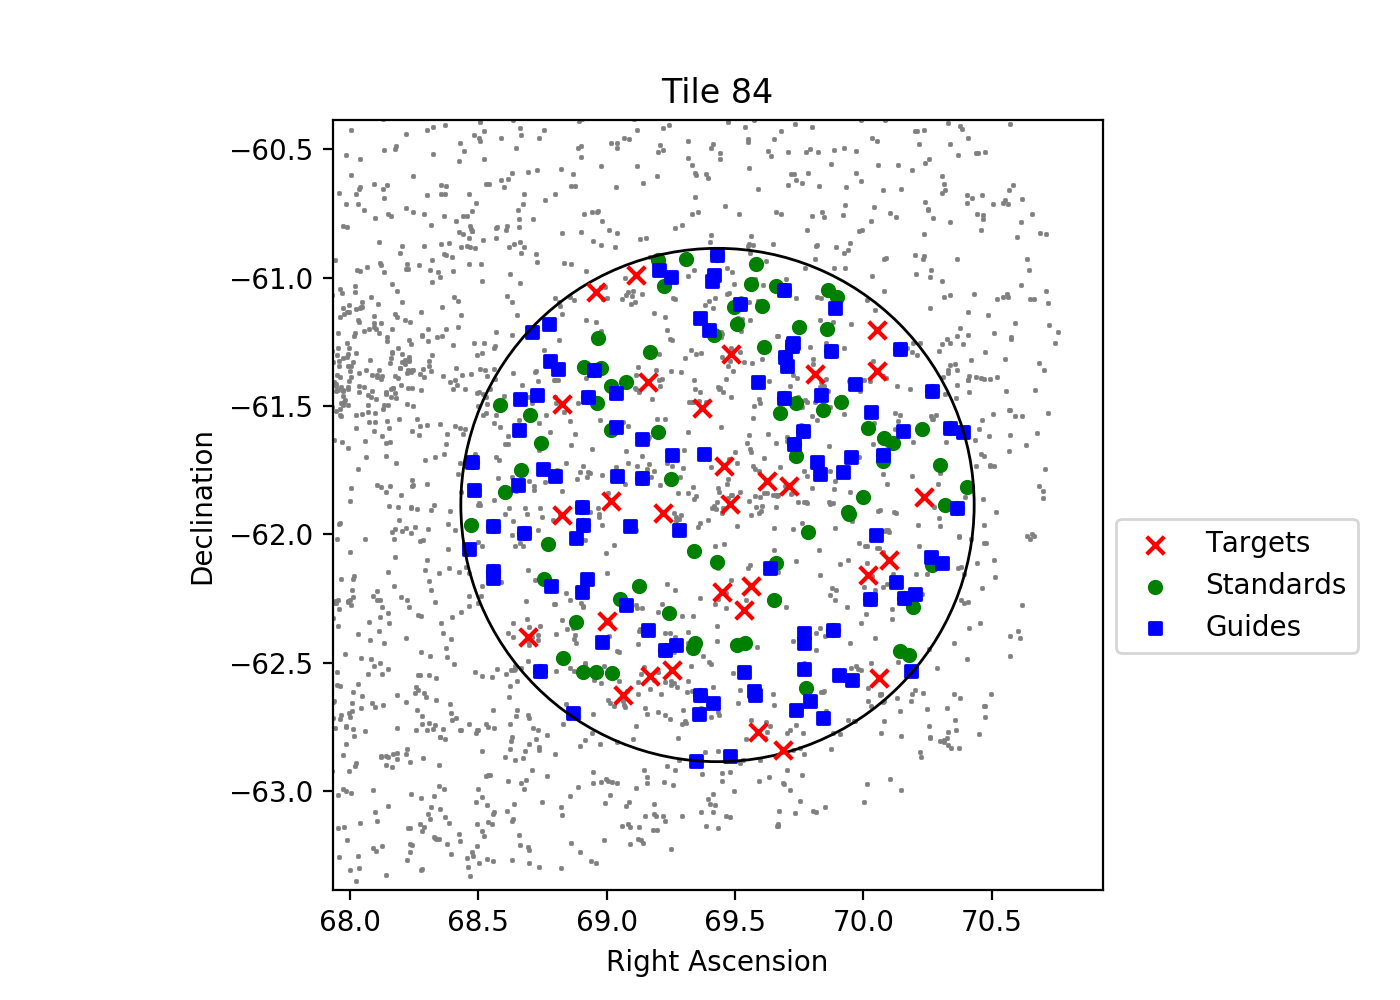 Tile 84
−60.5
−61.0
−61.5
−62.0
−62.5
−63.0
Declination
68.0 68.5 69.0 69.5 70.0 70.5
Right Ascension
Targets
Standards
Guides